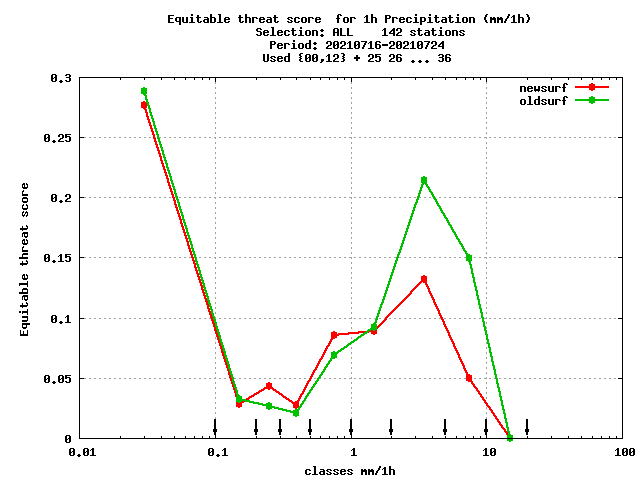 Equitable threat score  for 1h Precipitation (mm/1h)
Selection: ALL    142 stations
Period: 20210716-20210724
Used {00,12} + 25 26 ... 36
newsurf
oldsurf
Equitable threat score
0.3
0.25
0.2
0.15
0.1
0.05
0
0.01
0.1
1
10
100
classes mm/1h